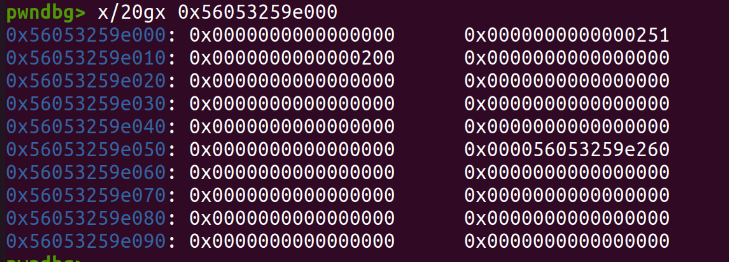 pwndbg> x/20gx 0x56053259e000
0x56053259e000: 0x0000000000000000 0x0000000000000251
0x56053259e010: 0x0000000000000200 0x0000000000000000
0x56053259e020: 0x0000000000000000 0x0000000000000000
0x56053259e030: 0x0000000000000000 0x0000000000000000
0x56053259e040: 0x0000000000000000 0x0000000000000000
0x56053259e050: 0x0000000000000000 0x000056053259e260
0x56053259e060: 0x0000000000000000 0x0000000000000000
0x56053259e070: 0x0000000000000000 0x0000000000000000
0x56053259e080: 0x0000000000000000 0x0000000000000000
0x56053259e090: 0x0000000000000000 0x0000000000000000
pwndbg>